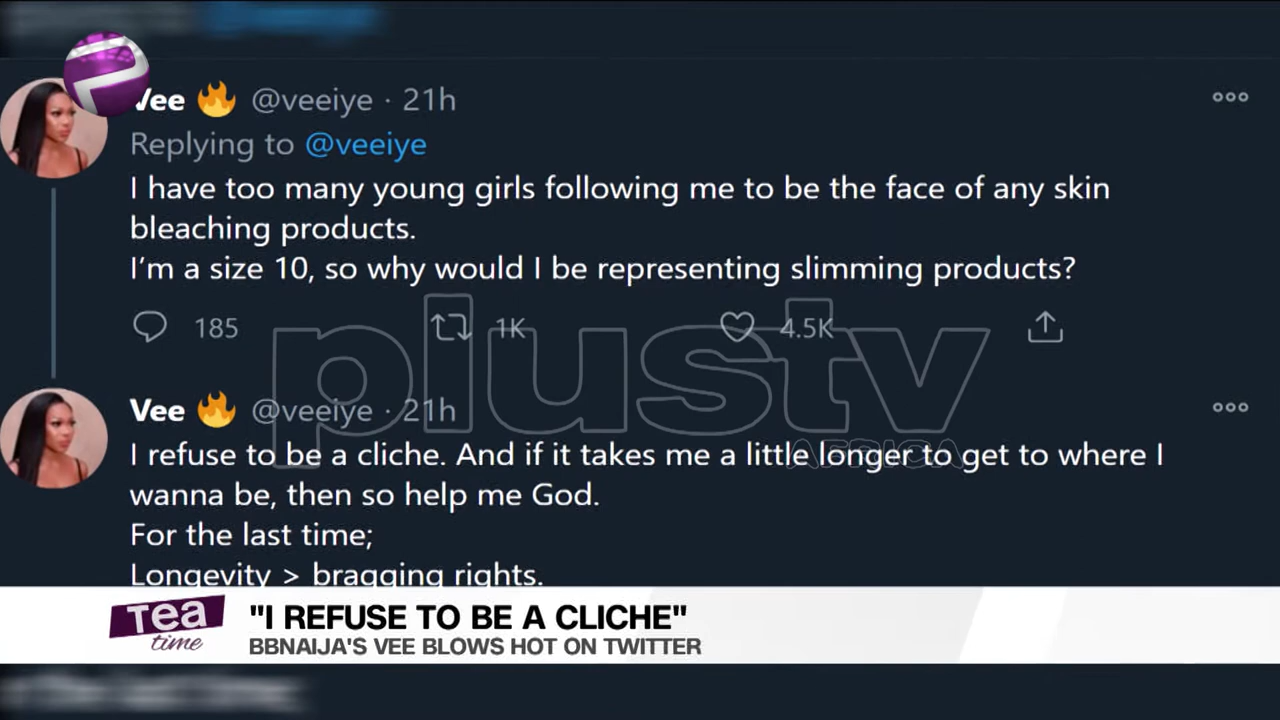 Vee 🔥 @veeiye · 21h
Replying to @veeiye
I have too many young girls following me to be the face of any skin
bleaching products.
I'm a size 10, so why would I be representing slimming products?
185 1K 4.5K
plustv
AFRICA
Vee 🔥 @veeiye · 21h
I refuse to be a cliche. And if it takes me a little longer to get to where I
wanna be, then so help me God.
For the last time;
Longevity > bragging rights.
Tea
time
"I REFUSE TO BE A CLICHE"
BBNAIJA'S VEE BLOWS HOT ON TWITTER